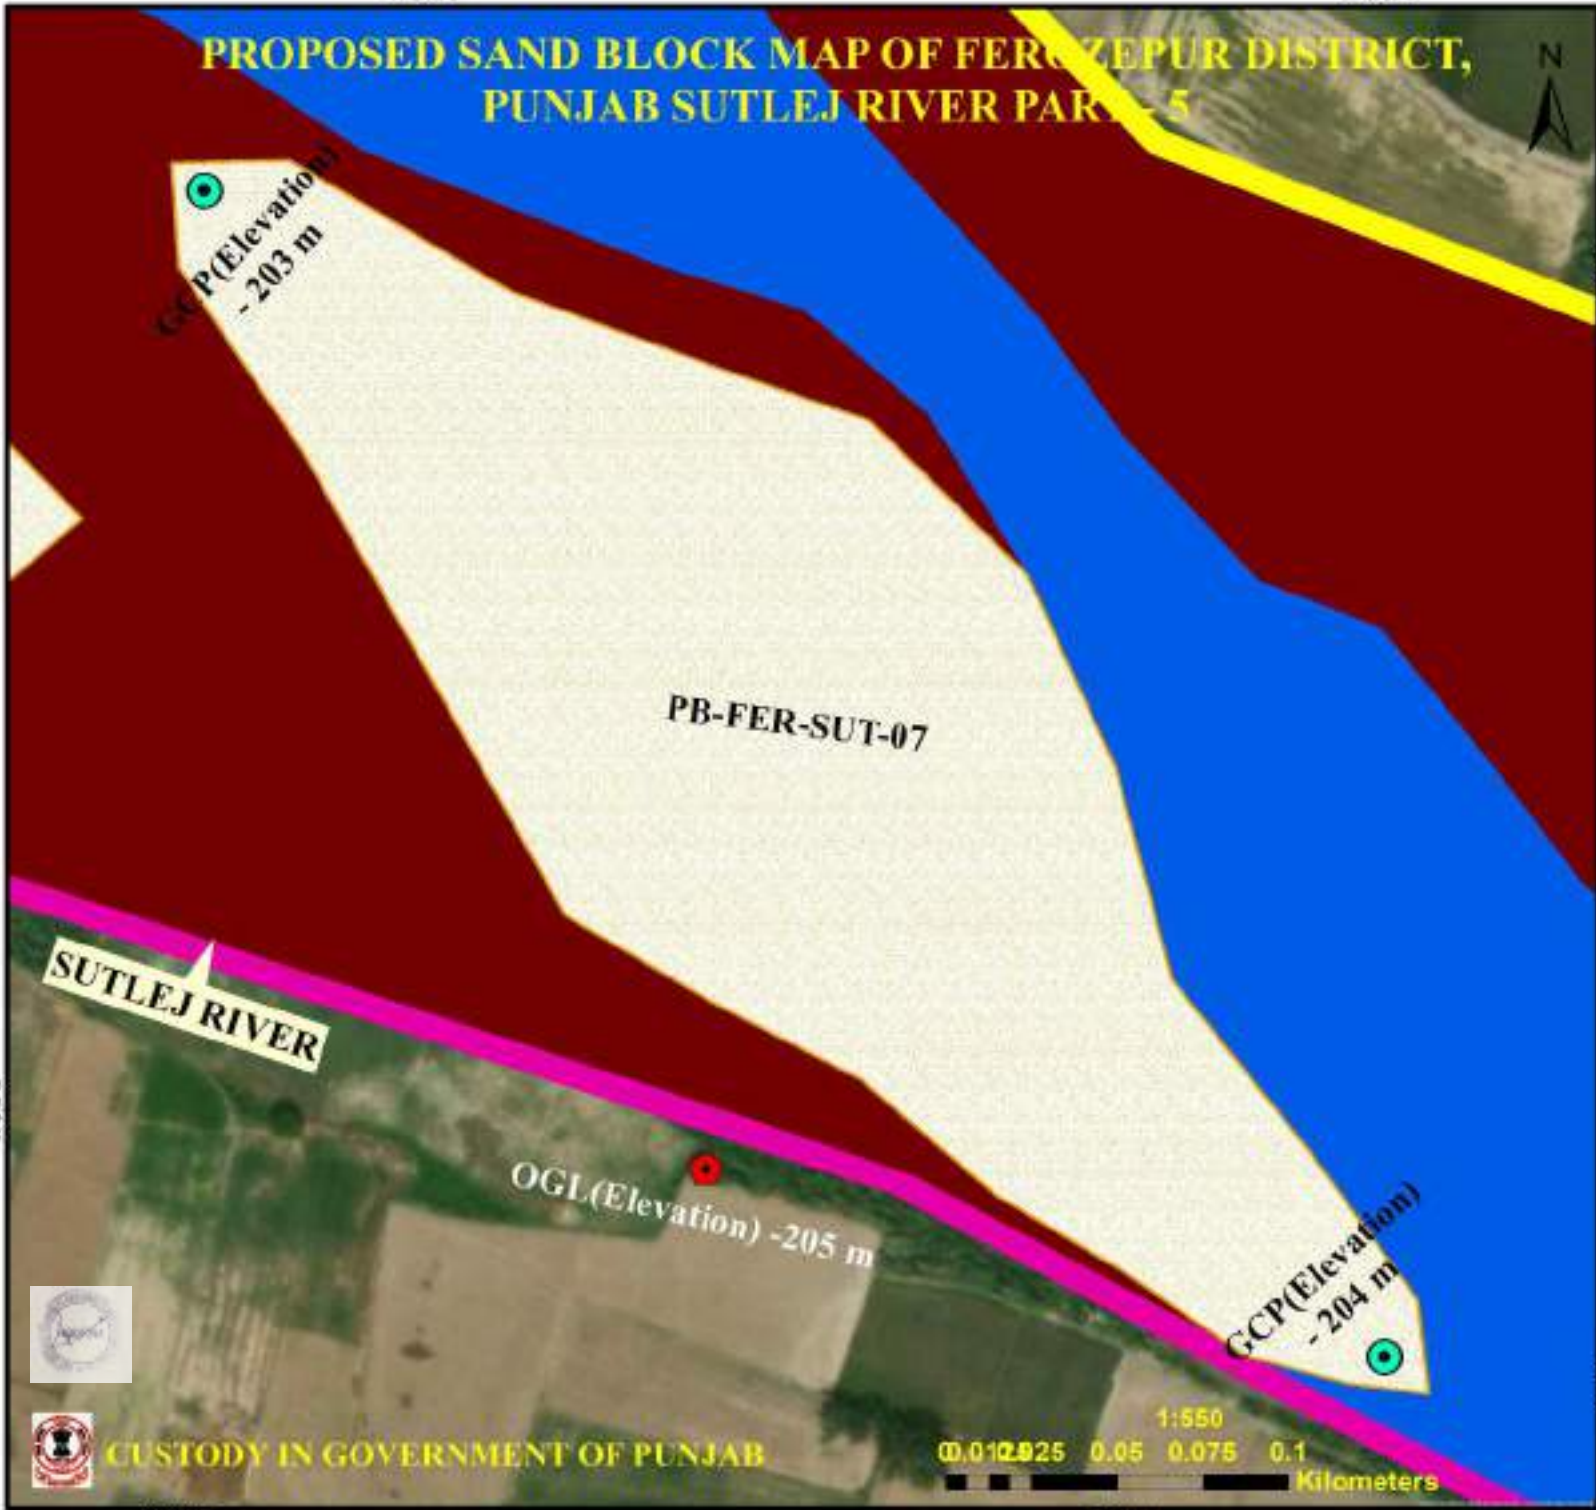 PROPOSED SAND BLOCK MAP OF FEROZEPUR DISTRICT,
PUNJAB SUTLEJ RIVER PART - 5
N
GCP(Elevation)
- 203 m
PB-FER-SUT-07
SUTLEJ RIVER
OGL(Elevation) -205 m
GCP(Elevation)
- 204 m
CUSTODY IN GOVERNMENT OF PUNJAB
1:550
0.05 0.075 0.1
Kilometers